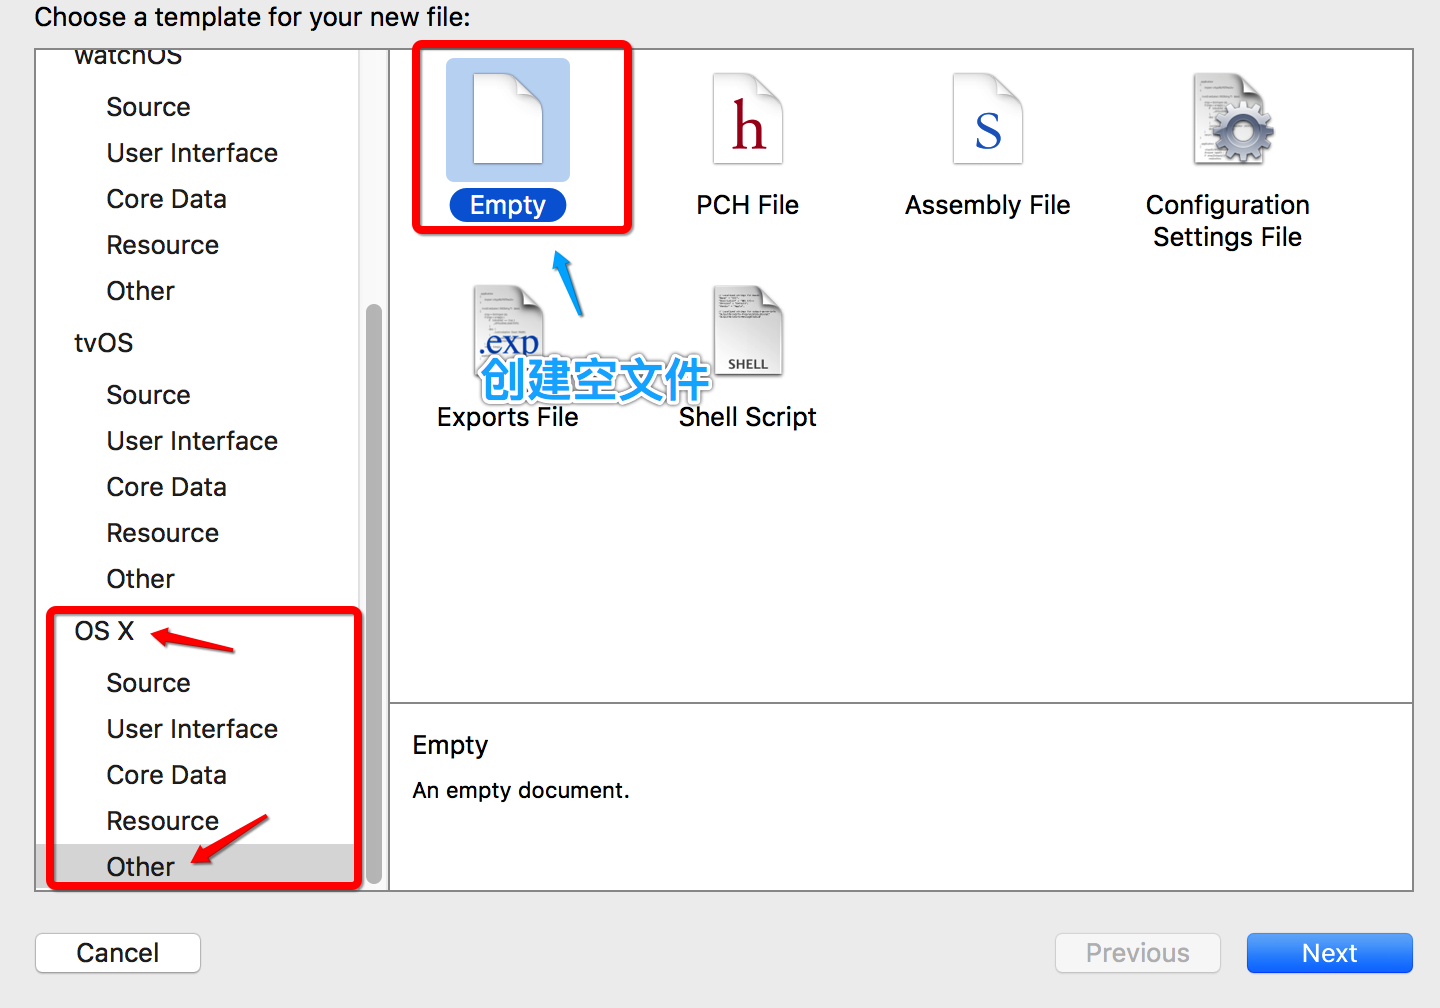 Choose a template for your new file:
watchOS
Source
User Interface
Core Data
Resource
Other
tvOS
Source
User Interface
Core Data
Resource
Other
OS X
Source
User Interface
Core Data
Resource
Other
Empty
h
PCH File
s
Assembly File
Configuration
Settings File
.exp
Exports File
SHELL
Shell Script
创建空文件
Empty
An empty document.
Cancel
Previous
Next